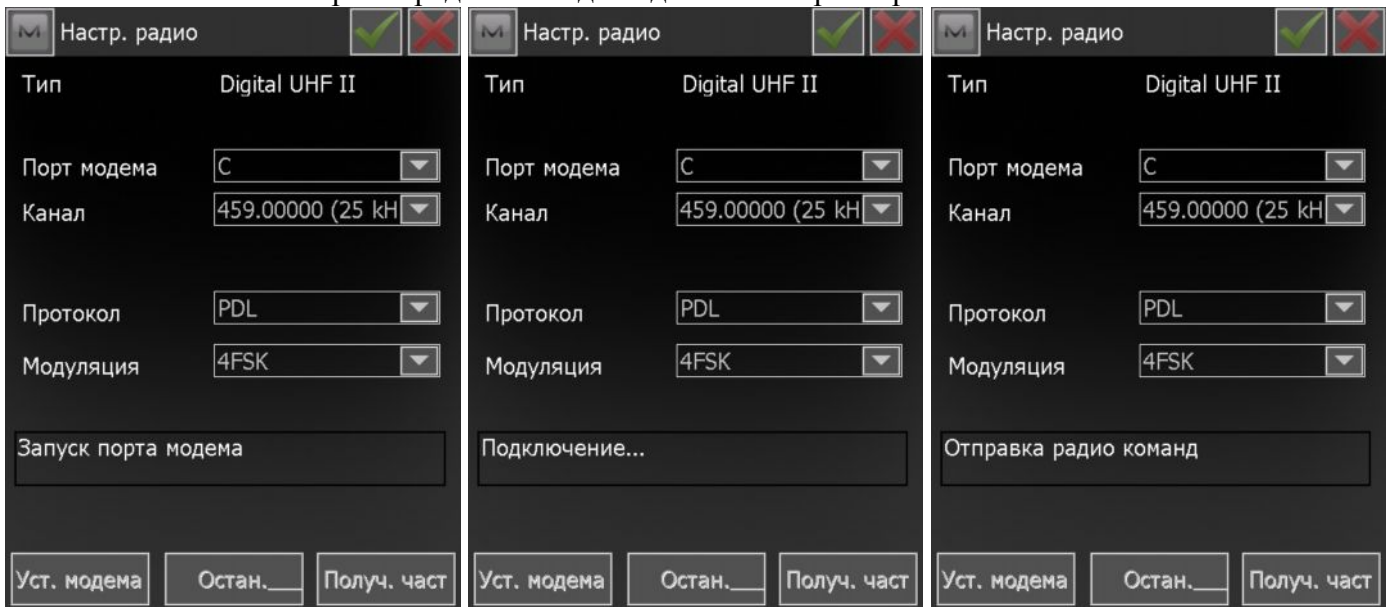 Настр. радио
Тип Digital UHF II
Порт модема C
Канал 459.00000 (25 kH
Протокол PDL
Модуляция 4FSK
Запуск порта модема
Уст. модема Остан.___ Получ. част
Настр. радио
Тип Digital UHF II
Порт модема C
Канал 459.00000 (25 kH
Протокол PDL
Модуляция 4FSK
Подключение...
Уст. модема Остан.___ Получ. част
Настр. радио
Тип Digital UHF II
Порт модема C
Канал 459.00000 (25 kH
Протокол PDL
Модуляция 4FSK
Отправка радио команд
Уст. модема Остан.___ Получ. част